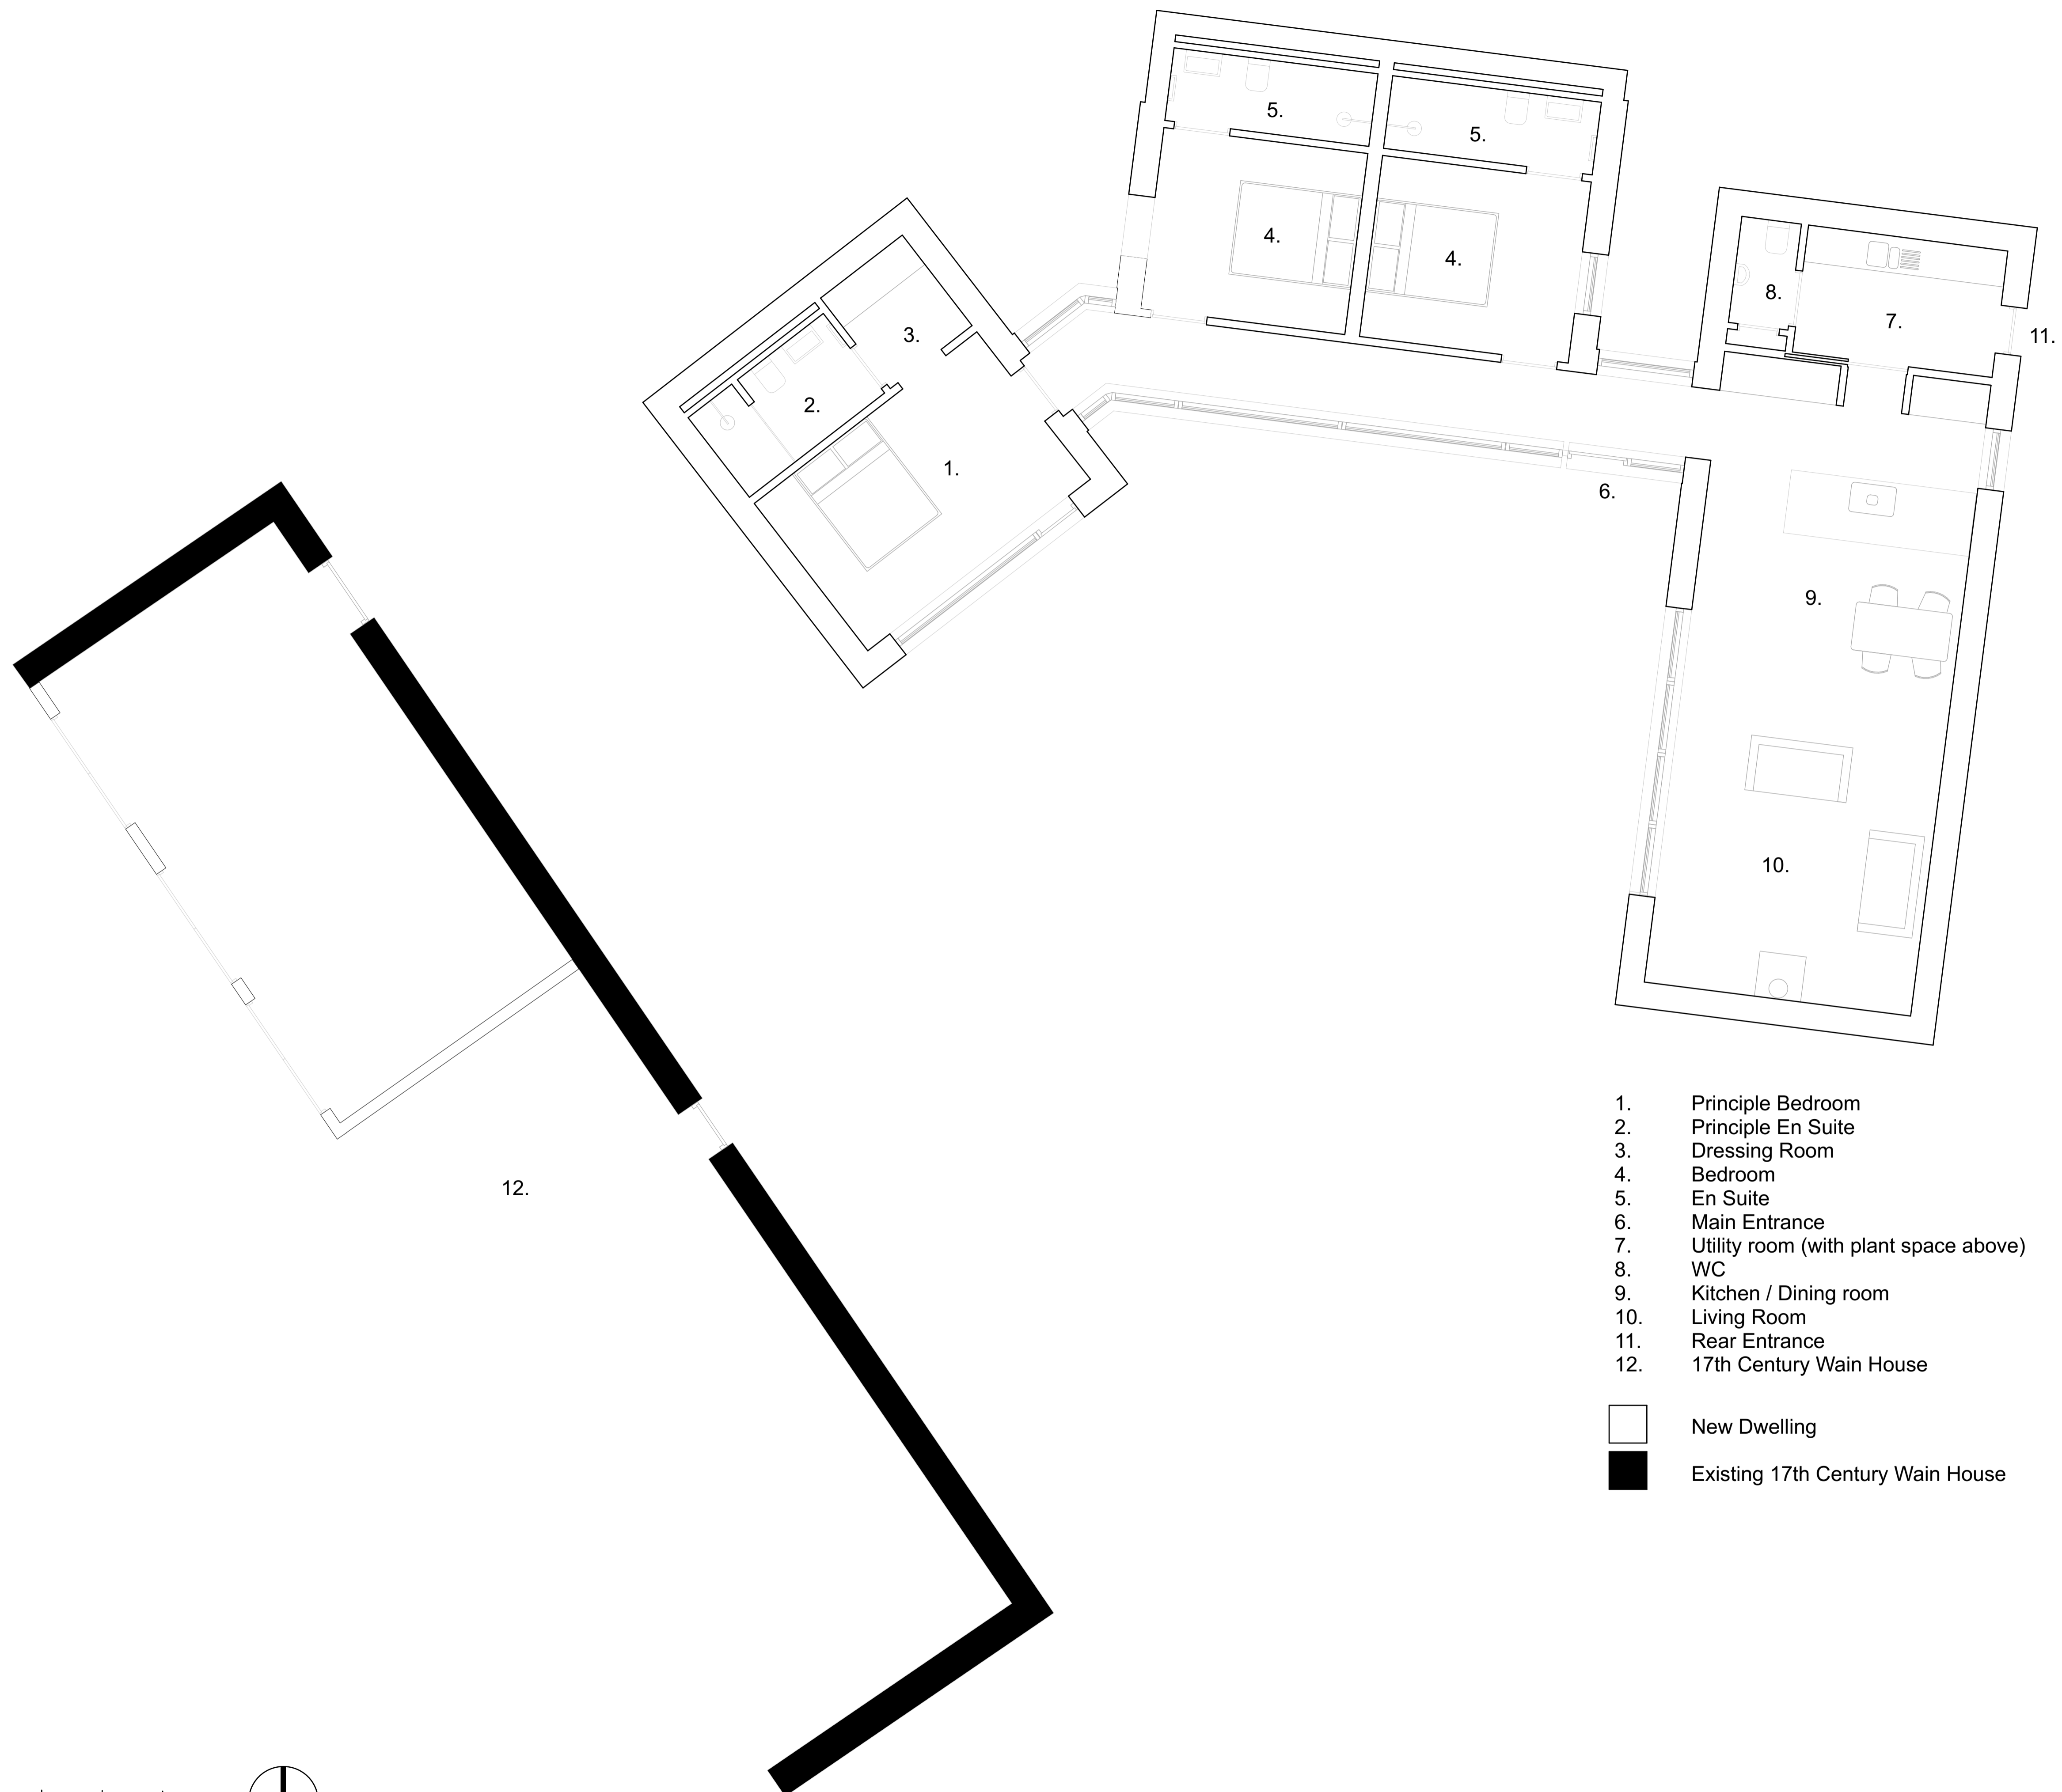 5.
5.
4.
4.
8.
7.
11.
3.
2.
1.
6.
9.
10.
12.
1. Principle Bedroom
2. Principle En Suite
3. Dressing Room
4. Bedroom
5. En Suite
6. Main Entrance
7. Utility room (with plant space above)
8. WC
9. Kitchen / Dining room
10. Living Room
11. Rear Entrance
12. 17th Century Wain House
New Dwelling
Existing 17th Century Wain House